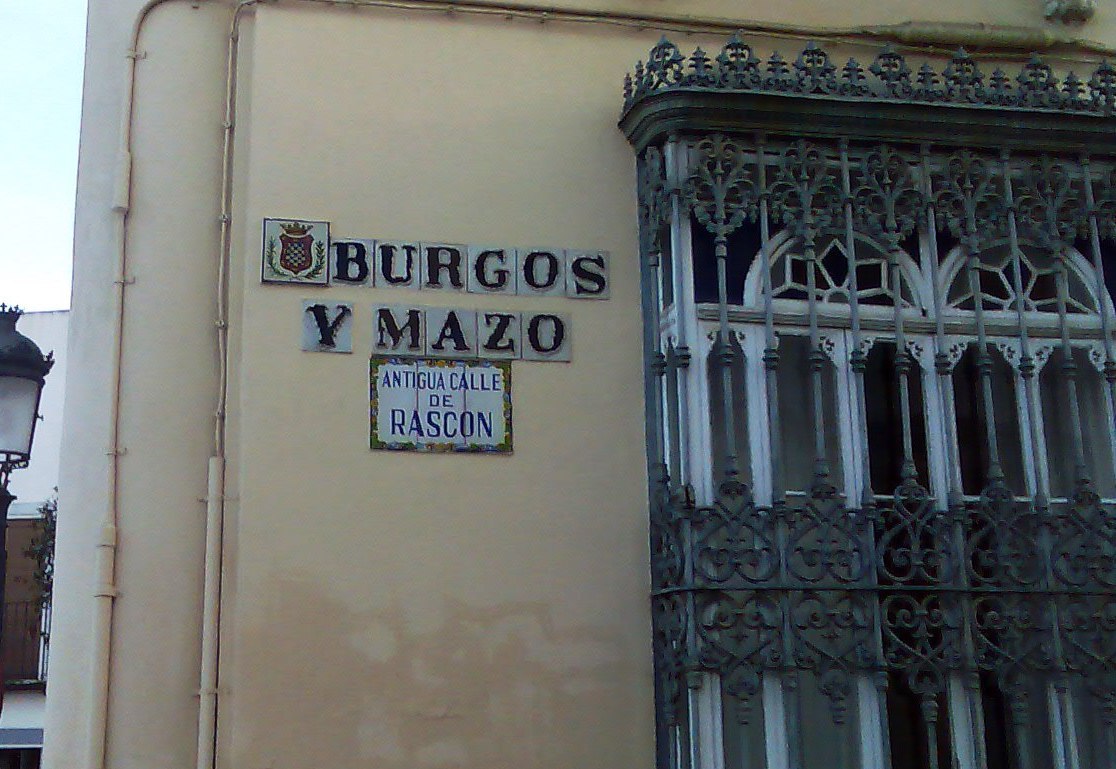 BURGOS
Y MAZO
ANTIGUA CALLE
DE
RASCON